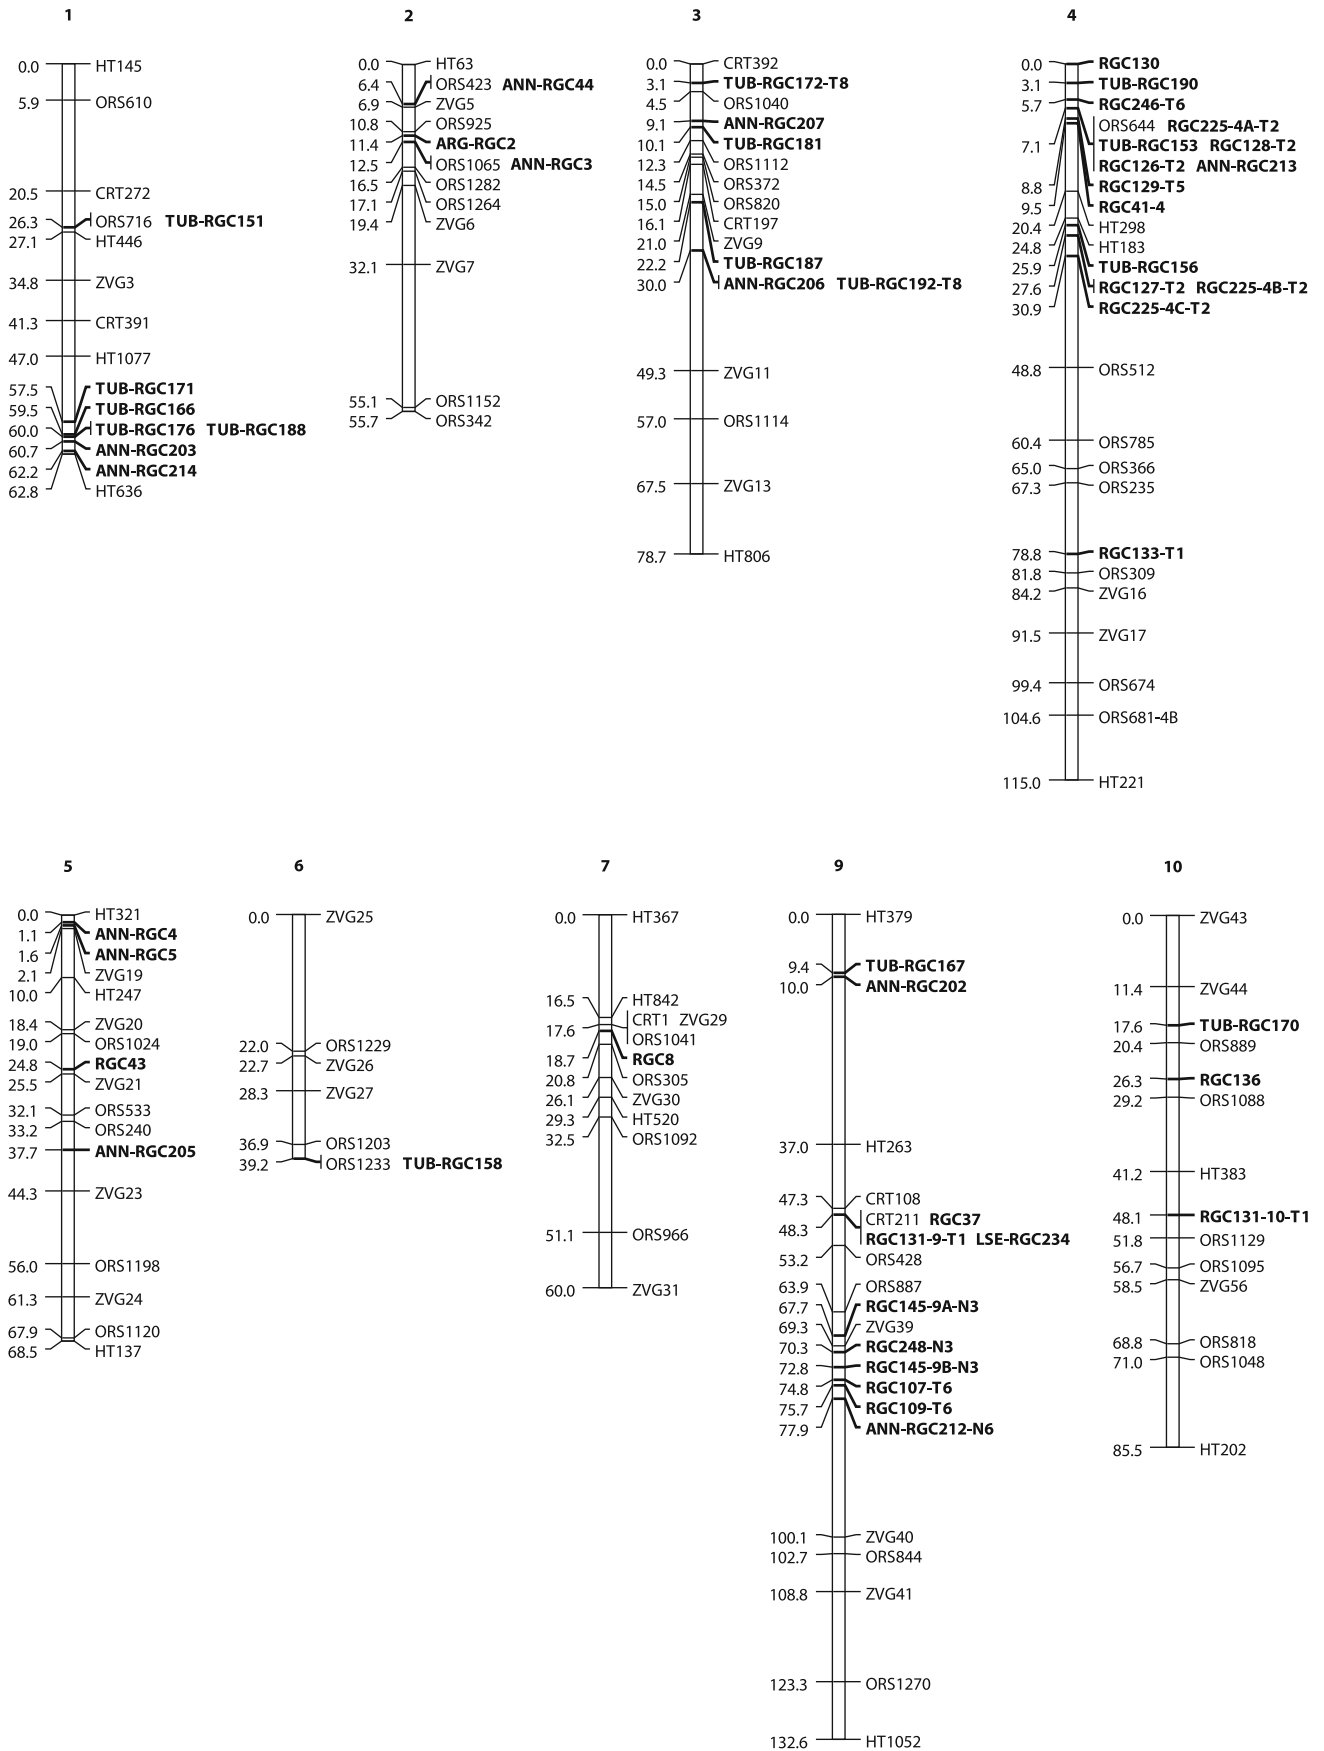 1
0.0 HT145
5.9 ORS610
20.5 CRT272
26.3 ORS716 TUB-RGC151
27.1 HT446
34.8 ZVG3
41.3 CRT391
47.0 HT1077
57.5 TUB-RGC171
59.5 TUB-RGC166
60.0 TUB-RGC176 TUB-RGC188
60.7 ANN-RGC203
62.2 ANN-RGC214
62.8 HT636
2
0.0 HT63
6.4 ORS423 ANN-RGC44
6.9 ZVG5
10.8 ORS925
11.4 ARG-RGC2
12.5 ORS1065 ANN-RGC3
16.5 ORS1282
17.1 ORS1264
19.4 ZVG6
32.1 ZVG7
55.1 ORS1152
55.7 ORS342
3
0.0 CRT392
3.1 TUB-RGC172-T8
4.5 ORS1040
9.1 ANN-RGC207
10.1 TUB-RGC181
12.3 ORS1112
14.5 ORS372
15.0 ORS820
16.1 CRT197
21.0 ZVG9
22.2 TUB-RGC187
30.0 ANN-RGC206 TUB-RGC192-T8
49.3 ZVG11
57.0 ORS1114
67.5 ZVG13
78.7 HT806
4
0.0 RGC130
3.1 TUB-RGC190
5.7 RGC246-T6
ORS644 RGC225-4A-T2
7.1 TUB-RGC153 RGC128-T2
RGC126-T2 ANN-RGC213
8.8 RGC129-T5
9.5 RGC41-4
20.4 HT298
24.8 HT183
25.9 TUB-RGC156
27.6 RGC127-T2 RGC225-4B-T2
30.9 RGC225-4C-T2
48.8 ORS512
60.4 ORS785
65.0 ORS366
67.3 ORS235
78.8 RGC133-T1
81.8 ORS309
84.2 ZVG16
91.5 ZVG17
99.4 ORS674
104.6 ORS681-4B
115.0 HT221
5
0.0 HT321
1.1 ANN-RGC4
1.6 ANN-RGC5
2.1 ZVG19
10.0 HT247
18.4 ZVG20
19.0 ORS1024
24.8 RGC43
25.5 ZVG21
32.1 ORS533
33.2 ORS240
37.7 ANN-RGC205
44.3 ZVG23
56.0 ORS1198
61.3 ZVG24
67.9 ORS1120
68.5 HT137
6
0.0 ZVG25
22.0 ORS1229
22.7 ZVG26
28.3 ZVG27
36.9 ORS1203
39.2 ORS1233 TUB-RGC158
7
0.0 HT367
16.5 HT842
17.6 CRT1 ZVG29
ORS1041
18.7 RGC8
20.8 ORS305
26.1 ZVG30
29.3 HT520
32.5 ORS1092
51.1 ORS966
60.0 ZVG31
9
0.0 HT379
9.4 TUB-RGC167
10.0 ANN-RGC202
37.0 HT263
47.3 CRT108
48.3 CRT211 RGC37
RGC131-9-T1 LSE-RGC234
53.2 ORS428
63.9 ORS887
67.7 RGC145-9A-N3
69.3 ZVG39
70.3 RGC248-N3
72.8 RGC145-9B-N3
74.8 RGC107-T6
75.7 RGC109-T6
77.9 ANN-RGC212-N6
100.1 ZVG40
102.7 ORS844
108.8 ZVG41
123.3 ORS1270
132.6 HT1052
10
0.0 ZVG43
11.4 ZVG44
17.6 TUB-RGC170
20.4 ORS889
26.3 RGC136
29.2 ORS1088
41.2 HT383
48.1 RGC131-10-T1
51.8 ORS1129
56.7 ORS1095
58.5 ZVG56
68.8 ORS818
71.0 ORS1048
85.5 HT202